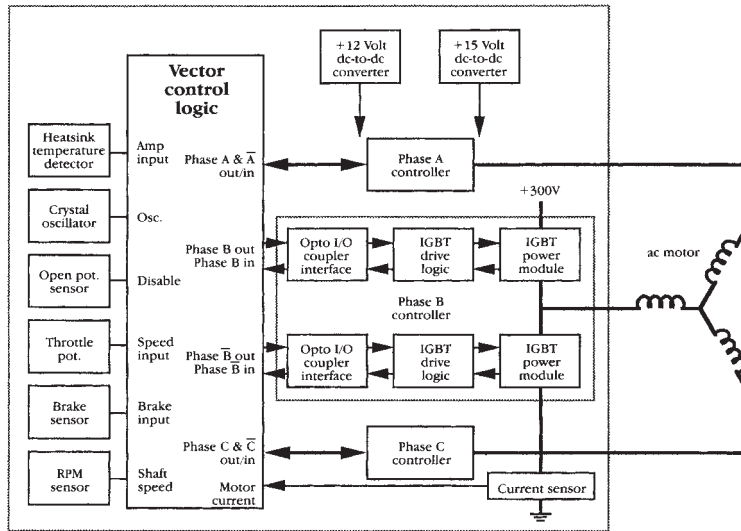 +12 Volt
dc-to-dc
converter
+15 Volt
dc-to-dc
converter
Vector
control
logic
Heatsink
temperature
detector
Amp
input
Phase A & A̅
out/in
Phase A
controller
+300V
Crystal
oscillator
Osc.
Phase B out
Phase B in
Opto I/O
coupler
interface
IGBT
drive
logic
IGBT
power
module
ac motor
Open pot.
sensor
Disable
Phase B
controller
Throttle
pot.
Speed
input
Phase B̅ out
Phase B̅ in
Opto I/O
coupler
interface
IGBT
drive
logic
IGBT
power
module
Brake
sensor
Brake
input
Phase C & C̅
out/in
Phase C
controller
RPM
sensor
Shaft
speed
Motor
current
Current sensor